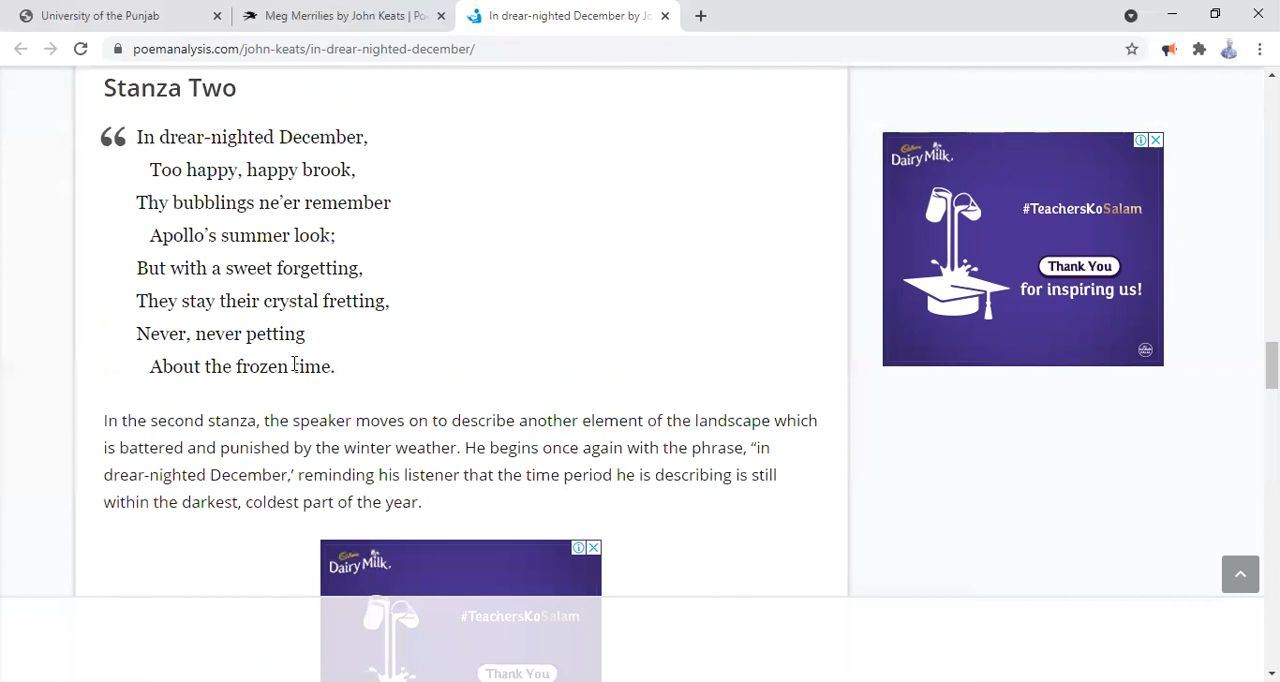 University of the Punjab
Meg Merrilies by John Keats | Po
In drear-nighted December by Jo
poemanalysis.com/john-keats/in-drear-nighted-december/
Stanza Two
In drear-nighted December,
Too happy, happy brook,
Thy bubblings ne’er remember
Apollo’s summer look;
But with a sweet forgetting,
They stay their crystal fretting,
Never, never petting
About the frozen time.
In the second stanza, the speaker moves on to describe another element of the landscape which
is battered and punished by the winter weather. He begins once again with the phrase, “in
drear-nighted December,’ reminding his listener that the time period he is describing is still
within the darkest, coldest part of the year.
Cadbury
Dairy Milk
#TeachersKoSalam
Thank You
for inspiring us!
Cadbury
Dairy Milk
#TeachersKoSalam
Thank You